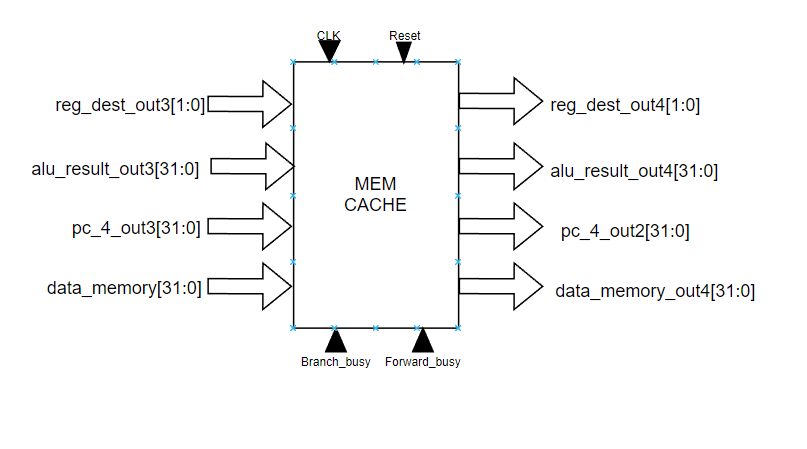 CLK Reset
reg_dest_out3[1:0] reg_dest_out4[1:0]
alu_result_out3[31:0] alu_result_out4[31:0]
MEM
CACHE
pc_4_out3[31:0] pc_4_out2[31:0]
data_memory[31:0] data_memory_out4[31:0]
Branch_busy Forward_busy